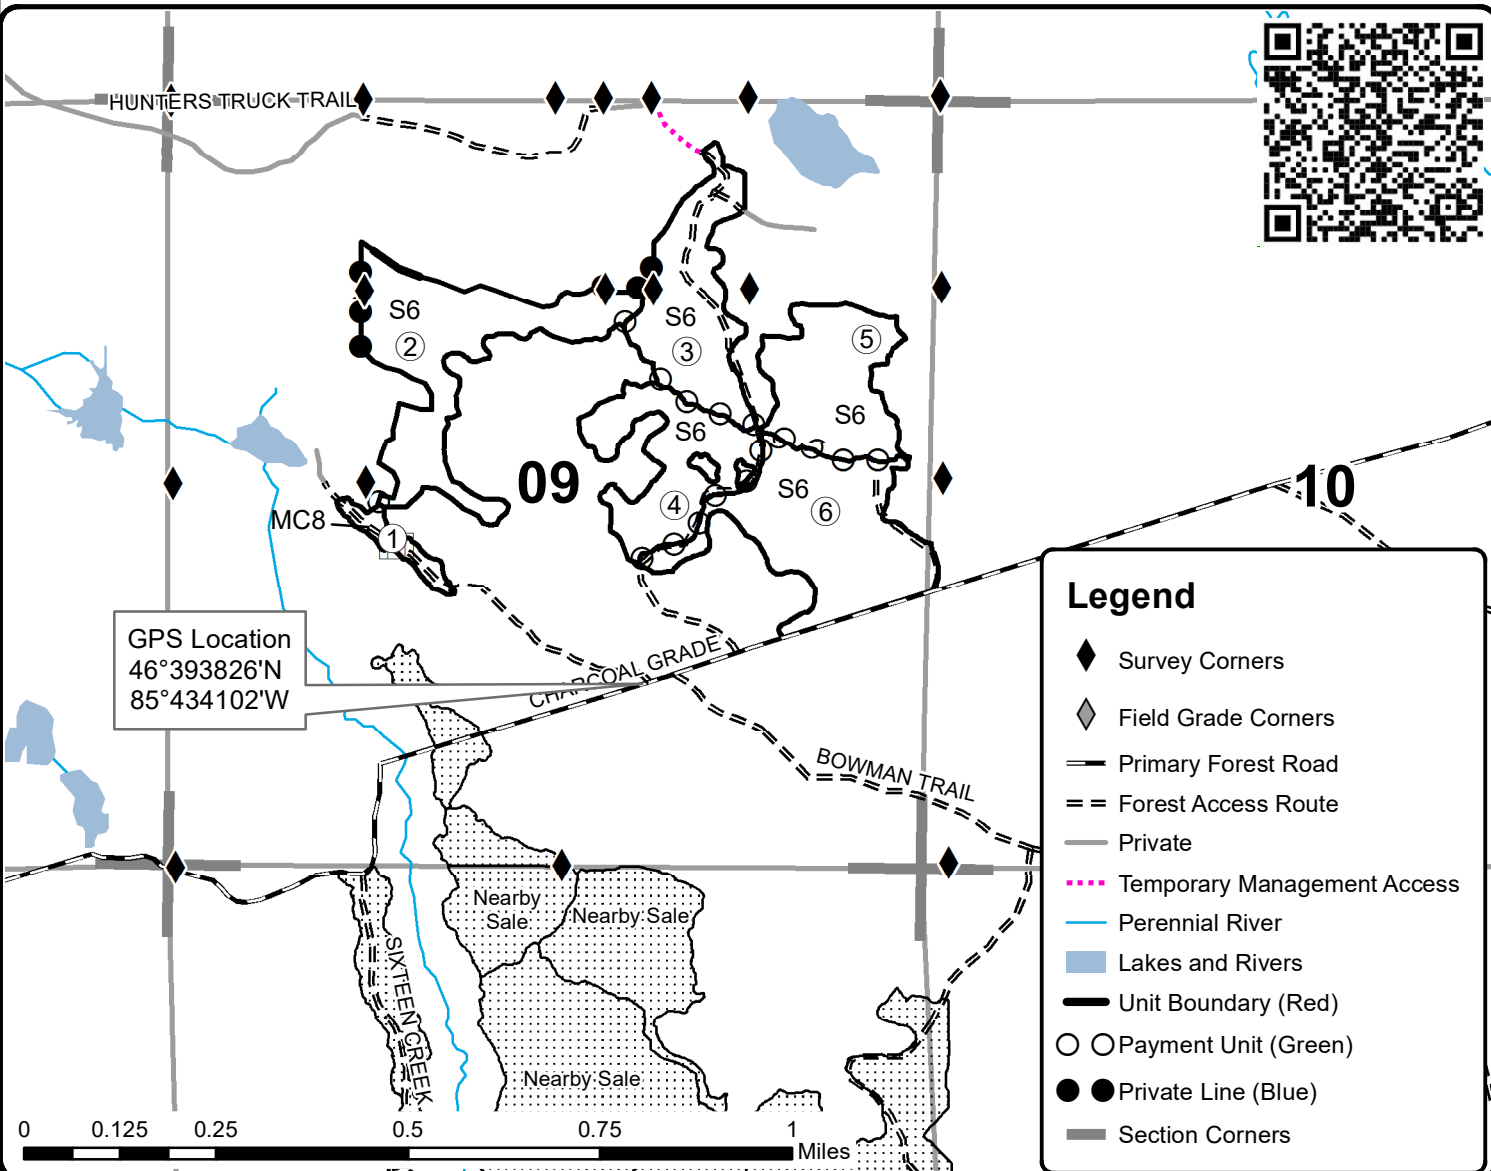 HUNTERS TRUCK TRAIL
S6
2
S6
3
5
S6
S6
09
4
S6
6
10
MC8
1
GPS Location
46°393826'N
85°434102'W
CHARCOAL GRADE
BOWMAN TRAIL
Nearby
Sale
Nearby Sale
SIXTEEN CREEK
Nearby Sale
Legend
Survey Corners
Field Grade Corners
Primary Forest Road
Forest Access Route
Private
Temporary Management Access
Perennial River
Lakes and Rivers
Unit Boundary (Red)
Payment Unit (Green)
Private Line (Blue)
Section Corners
0 0.125 0.25 0.5 0.75 1
Miles